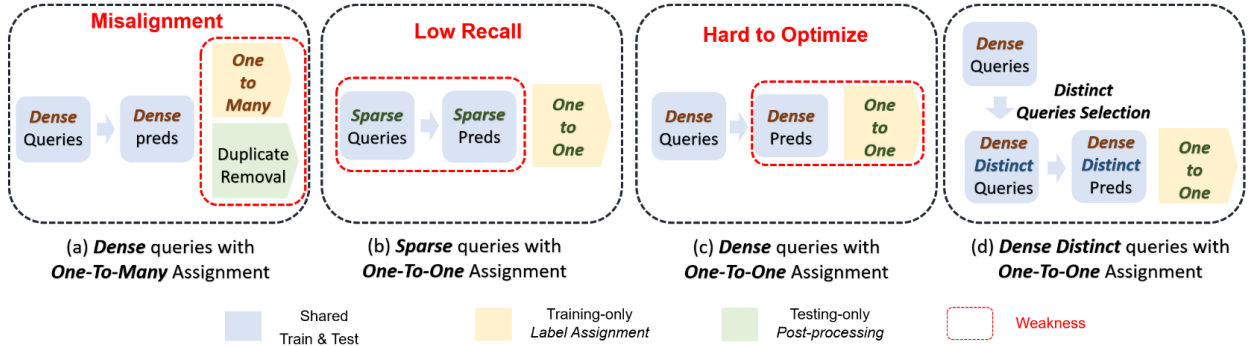 Misalignment
Dense
Queries
Dense
preds
One
to
Many
Duplicate
Removal
(a) Dense queries with
One-To-Many Assignment
Low Recall
Sparse
Queries
Sparse
Preds
One
to
One
(b) Sparse queries with
One-To-One Assignment
Hard to Optimize
Dense
Queries
Dense
Preds
One
to
One
(c) Dense queries with
One-To-One Assignment
Dense
Queries
Distinct
Queries Selection
Dense
Distinct
Queries
Dense
Distinct
Preds
One
to
One
(d) Dense Distinct queries with
One-To-One Assignment
Shared
Train & Test
Training-only
Label Assignment
Testing-only
Post-processing
Weakness